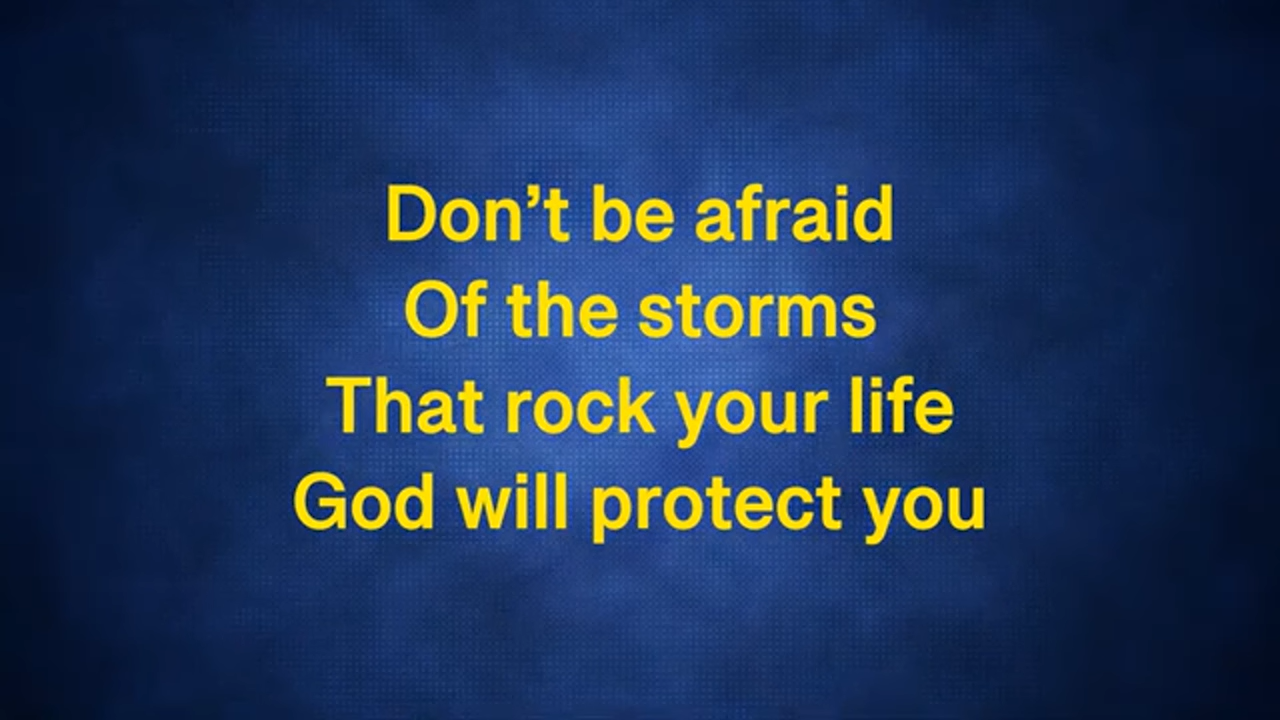 Don’t be afraid
Of the storms
That rock your life
God will protect you